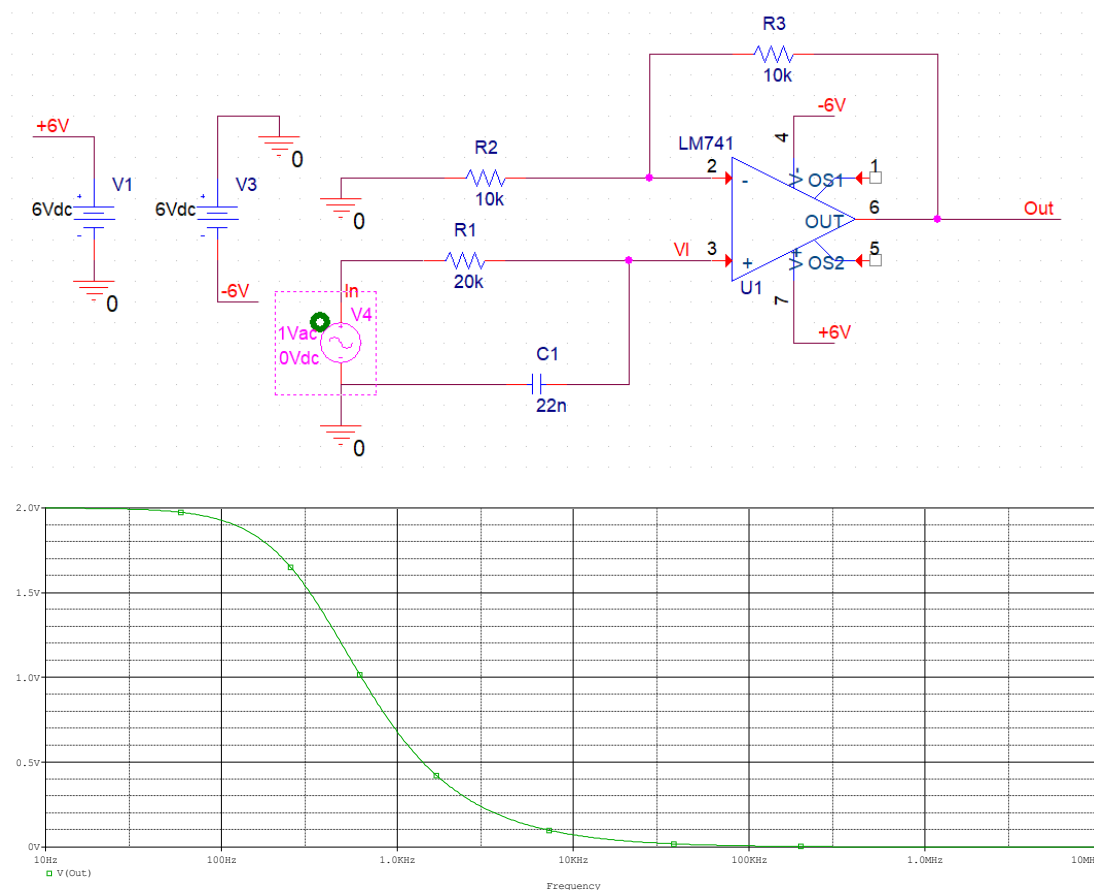 R3
10k
-6V
+6V
4
LM741
R2
V1
V3
0
2
-
V-
OS1
1
6Vdc
6Vdc
0
10k
OUT
6
Out
R1
VI
3
+
V+
OS2
5
20k
U1
-6V
In
7
0
V4
1Vac
+6V
0Vdc
C1
22n
0
2.0V
1.5V
1.0V
0.5V
0V
10Hz
100Hz
1.0KHz
10KHz
100KHz
1.0MHz
10MH
V(Out)
Frequency